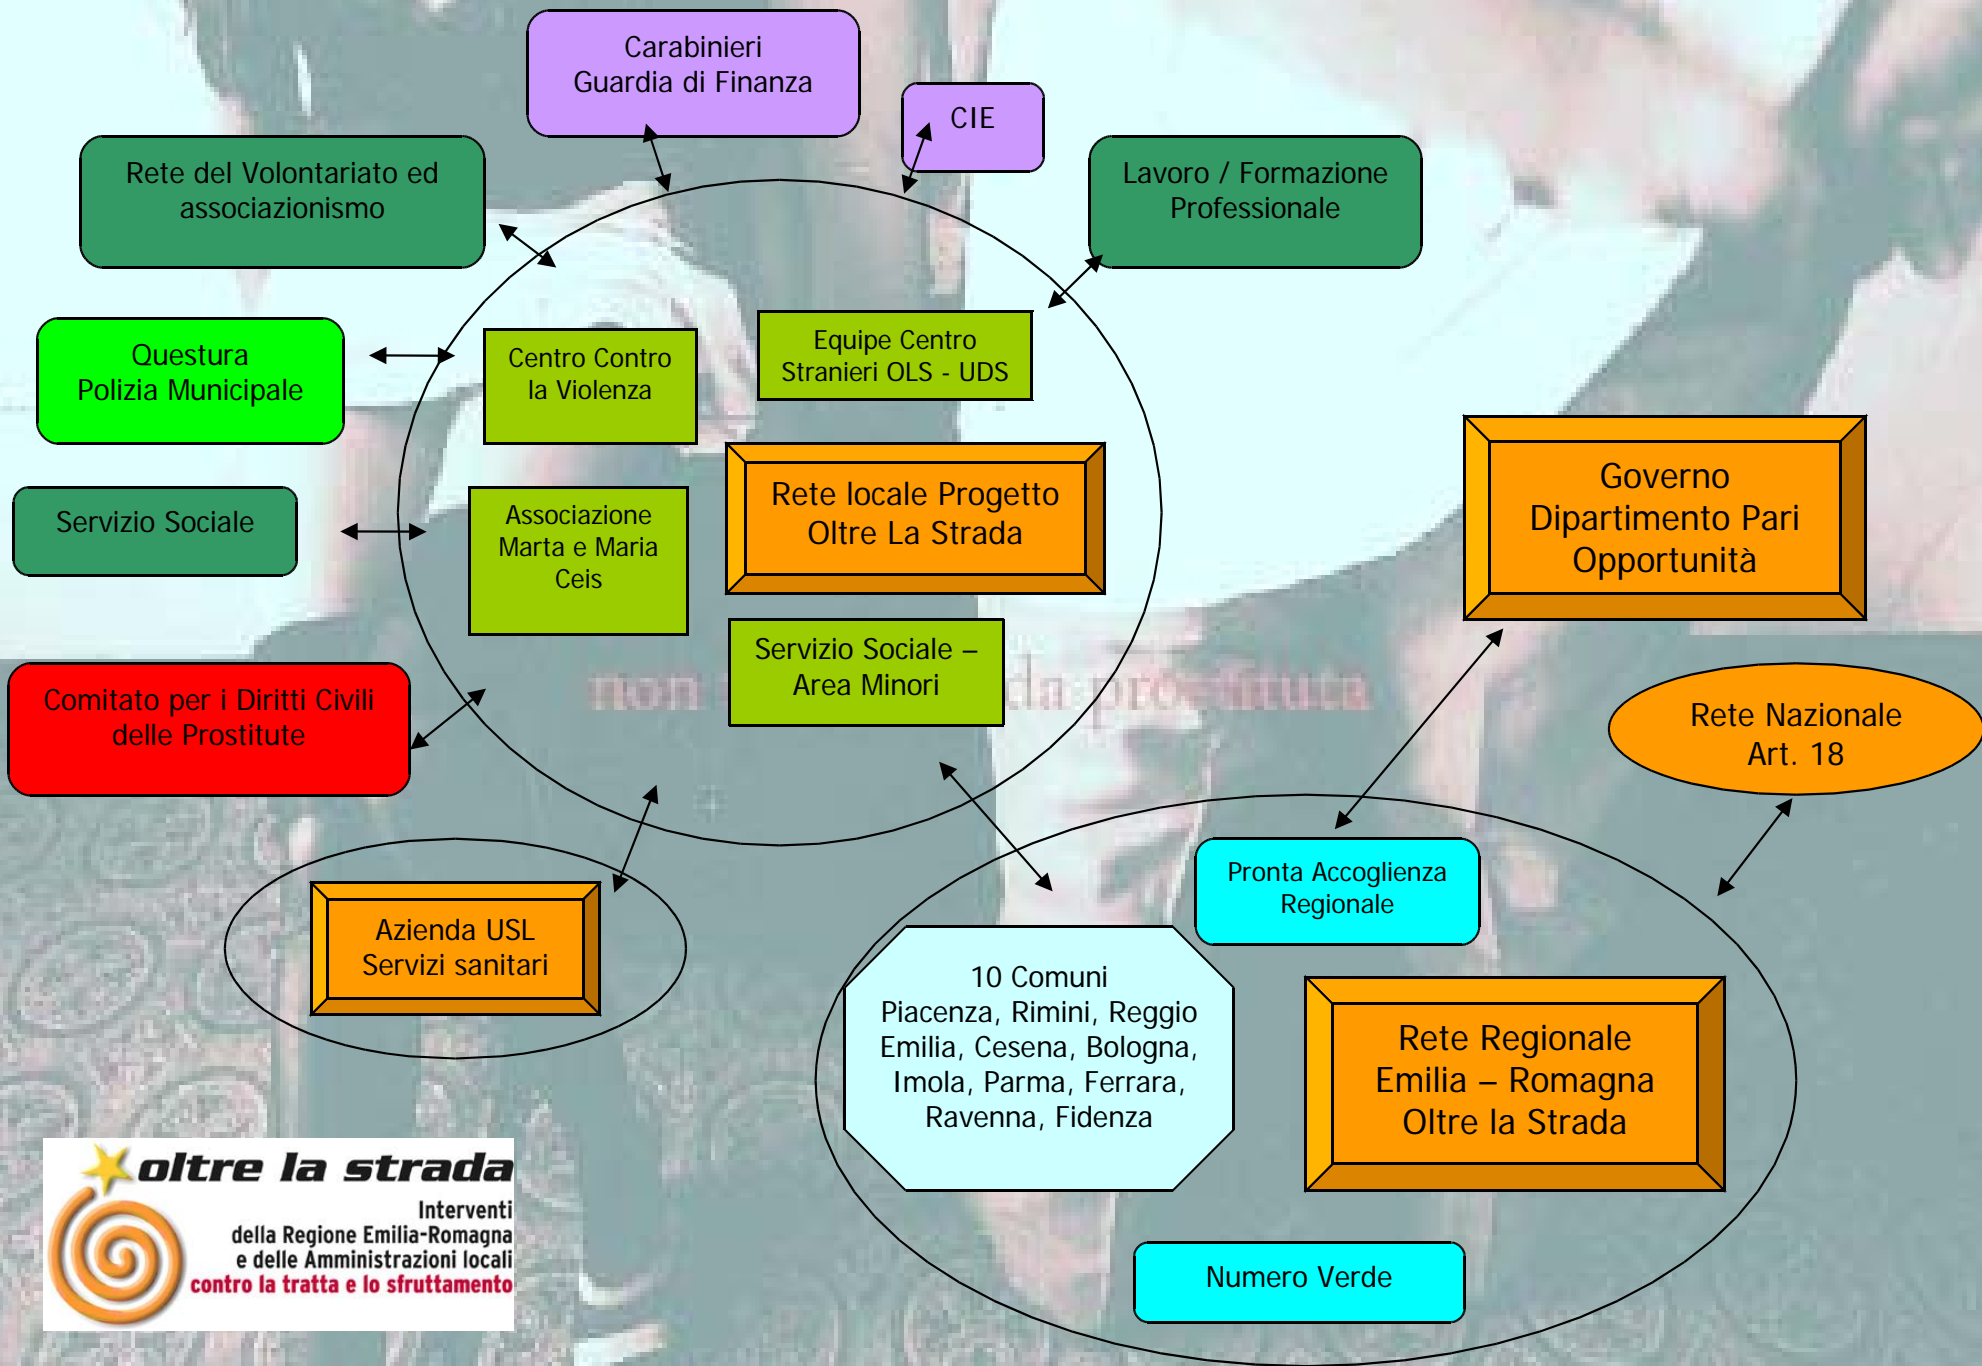 Carabinieri
Guardia di Finanza
CIE
Rete del Volontariato ed
associazionismo
Lavoro / Formazione
Professionale
Questura
Polizia Municipale
Centro Contro
la Violenza
Equipe Centro
Stranieri OLS - UDS
Servizio Sociale
Associazione
Marta e Maria
Ceis
Rete locale Progetto
Oltre La Strada
Governo
Dipartimento Pari
Opportunità
Servizio Sociale –
Area Minori
non
da prostituta
Comitato per i Diritti Civili
delle Prostitute
Rete Nazionale
Art. 18
Pronta Accoglienza
Regionale
Azienda USL
Servizi sanitari
10 Comuni
Piacenza, Rimini, Reggio
Emilia, Cesena, Bologna,
Imola, Parma, Ferrara,
Ravenna, Fidenza
Rete Regionale
Emilia – Romagna
Oltre la Strada
Numero Verde
oltre la strada
Interventi
della Regione Emilia-Romagna
e delle Amministrazioni locali
contro la tratta e lo sfruttamento